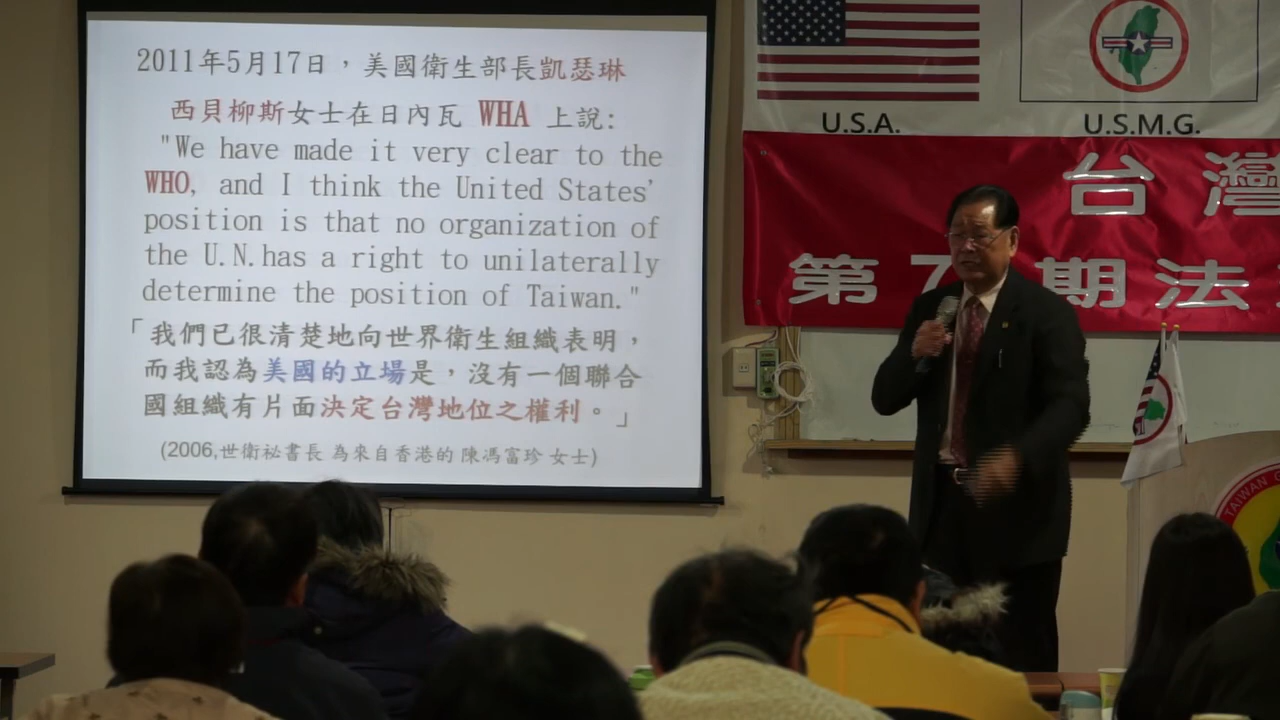 2011年5月17日，美國衛生部長凱瑟琳
西貝柳斯女士在日內瓦 WHA 上說:
"We have made it very clear to the
WHO, and I think the United States'
position is that no organization of
the U.N.has a right to unilaterally
determine the position of Taiwan."
「我們已很清楚地向世界衛生組織表明，
而我認為美國的立場是，沒有一個聯合
國組織有片面決定台灣地位之權利。」
(2006,世衛祕書長 為來自香港的 陳馮富珍 女士)
U.S.A.
U.S.M.G.
台灣
第7期法
TAIWAN